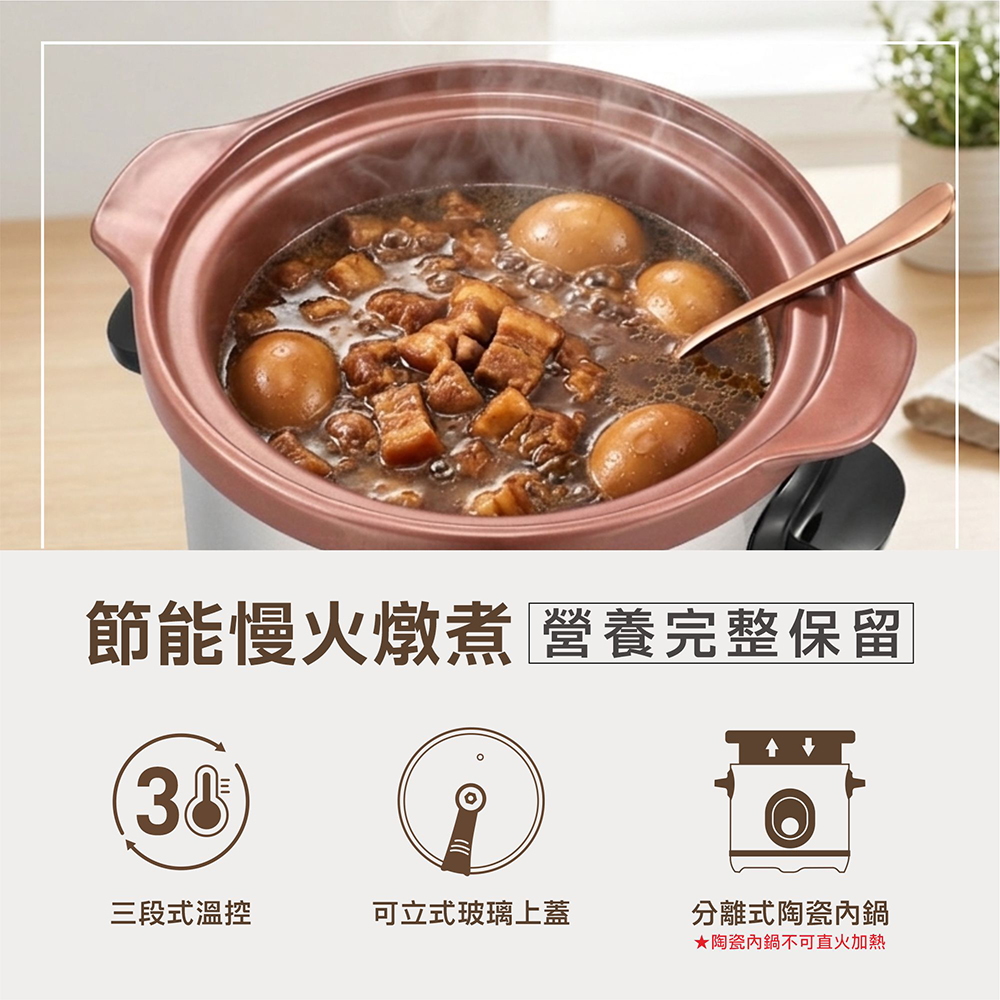 節能慢火燉煮 營養完整保留
3
三段式溫控
可立式玻璃上蓋
分離式陶瓷內鍋
★陶瓷內鍋不可直火加熱